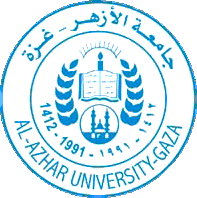 جامعة الأزهر - غزة
1412 - 1991 - ١٩٩١ - ١٤١٢
AL-AZHAR UNIVERSITY-GAZA